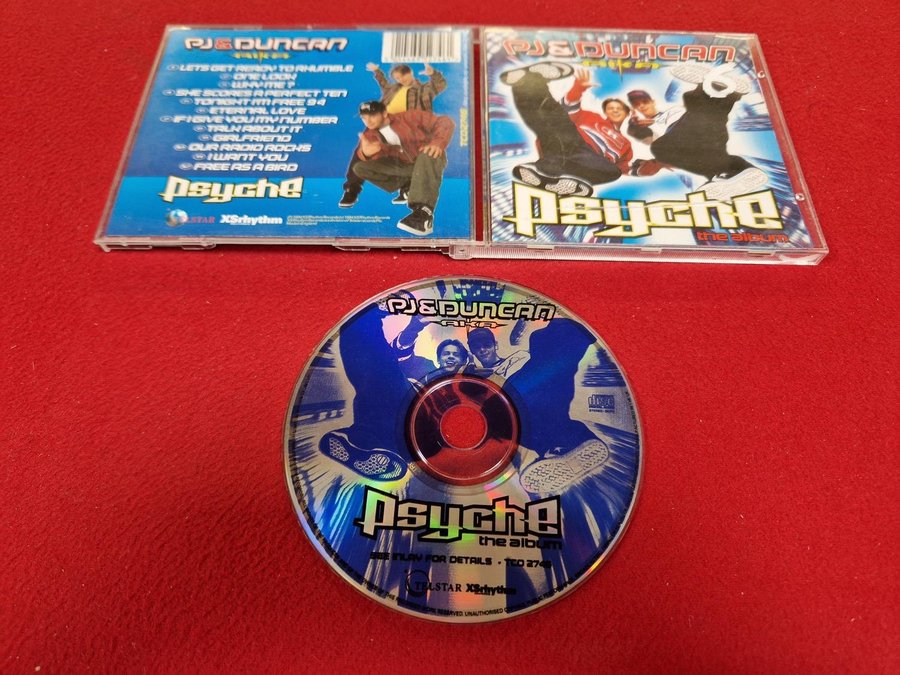 PJ & DUNCAN
AKA
LETS GET READY TO RHUMBLE
ONE LOOK
WHY ME ?
SHE SCORES A PERFECT TEN
TONIGHT I'M FREE 94
ETERNAL LOVE
IF I GIVE YOU MY NUMBER
TALK ABOUT IT
GIRLFRIEND
OUR RADIO ROCKS
I WANT YOU
FREE AS A BIRD
Psyche
TELSTAR XSrhythm
PJ & DUNCAN
AKA
Psyche
the album
PJ & DUNCAN
AKA
Psyche
the album
SEE INLAY FOR DETAILS • TCD 2746
TELSTAR XSrhythm